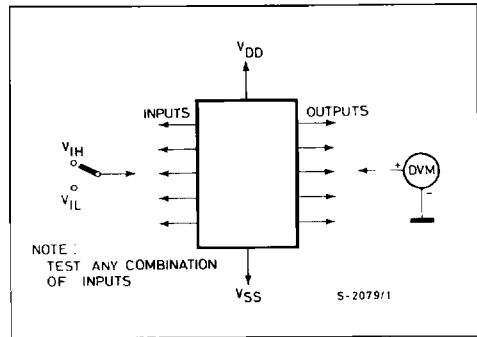 VDD
INPUTS
OUTPUTS
VIH
VIL
+
DVM
-
NOTE :
TEST ANY COMBINATION
OF INPUTS
VSS
S-2079/1